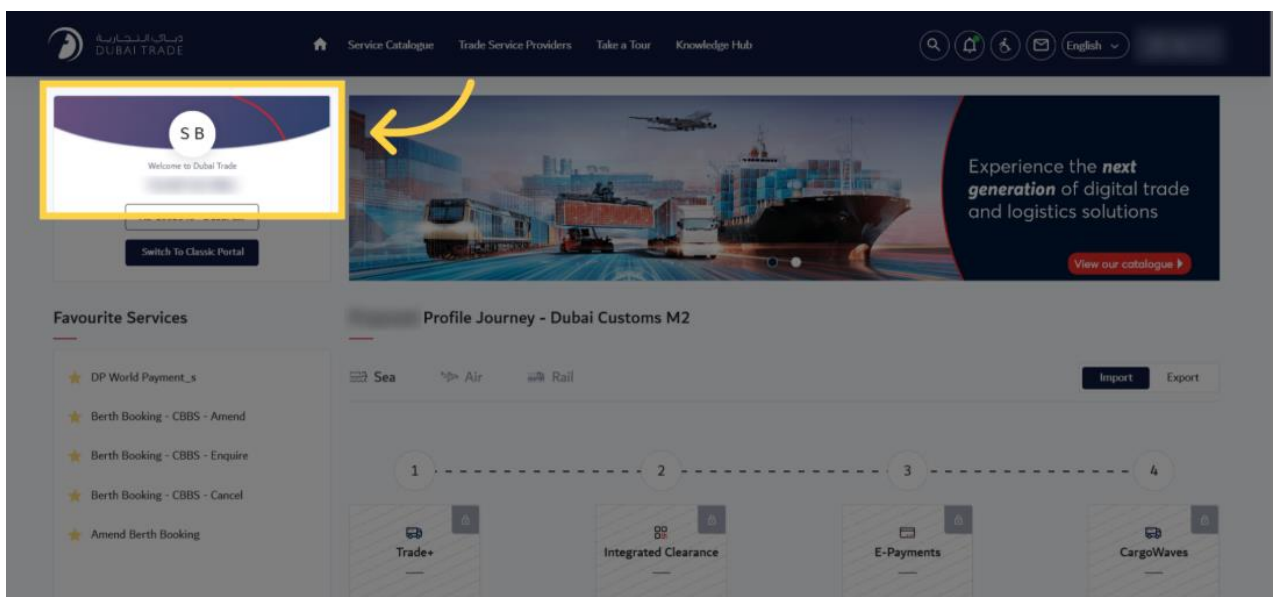 دبي التجارية
DUBAI TRADE
Service Catalogue
Trade Service Providers
Take a Tour
Knowledge Hub
English
S B
Welcome to Dubai Trade
Switch To Classic Portal
Experience the next
generation of digital trade
and logistics solutions
View our catalogue
Favourite Services
DP World Payment_s
Berth Booking - CBBS - Amend
Berth Booking - CBBS - Enquire
Berth Booking - CBBS - Cancel
Amend Berth Booking
Profile Journey - Dubai Customs M2
Sea
Air
Rail
Import
Export
1
2
3
4
Trade+
Integrated Clearance
E-Payments
CargoWaves